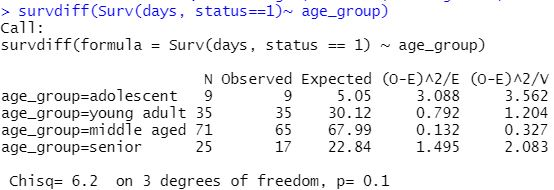 > survdiff(Surv(days, status==1)~ age_group)
Call:
survdiff(formula = Surv(days, status == 1) ~ age_group)
N Observed Expected (O-E)^2/E (O-E)^2/V
age_group=adolescent 9 9 5.05 3.088 3.562
age_group=young adult 35 35 30.12 0.792 1.204
age_group=middle aged 71 65 67.99 0.132 0.327
age_group=senior 25 17 22.84 1.495 2.083
Chisq= 6.2 on 3 degrees of freedom, p= 0.1